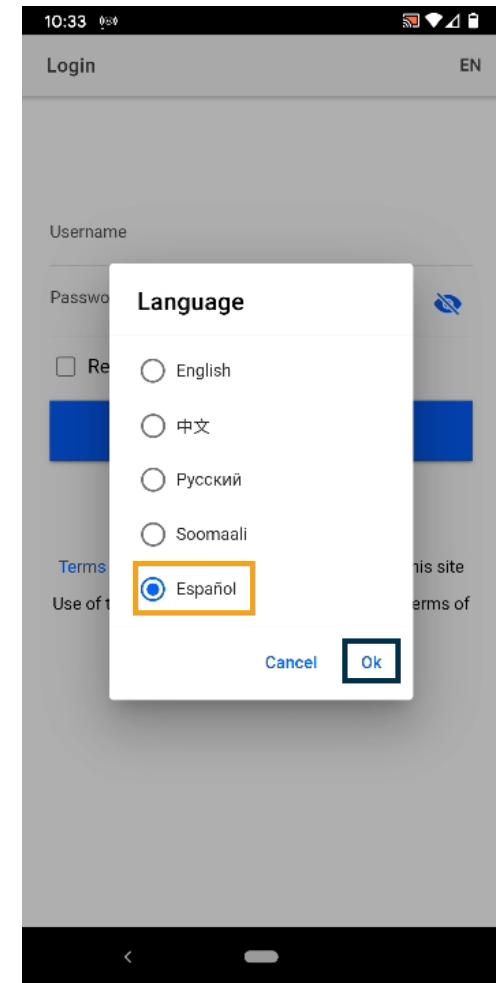 10:33
Login EN
Username
Passwo
Language
Re
English
中文
Русский
Soomaali
Terms his site
Español
Use of t erms of
Cancel Ok